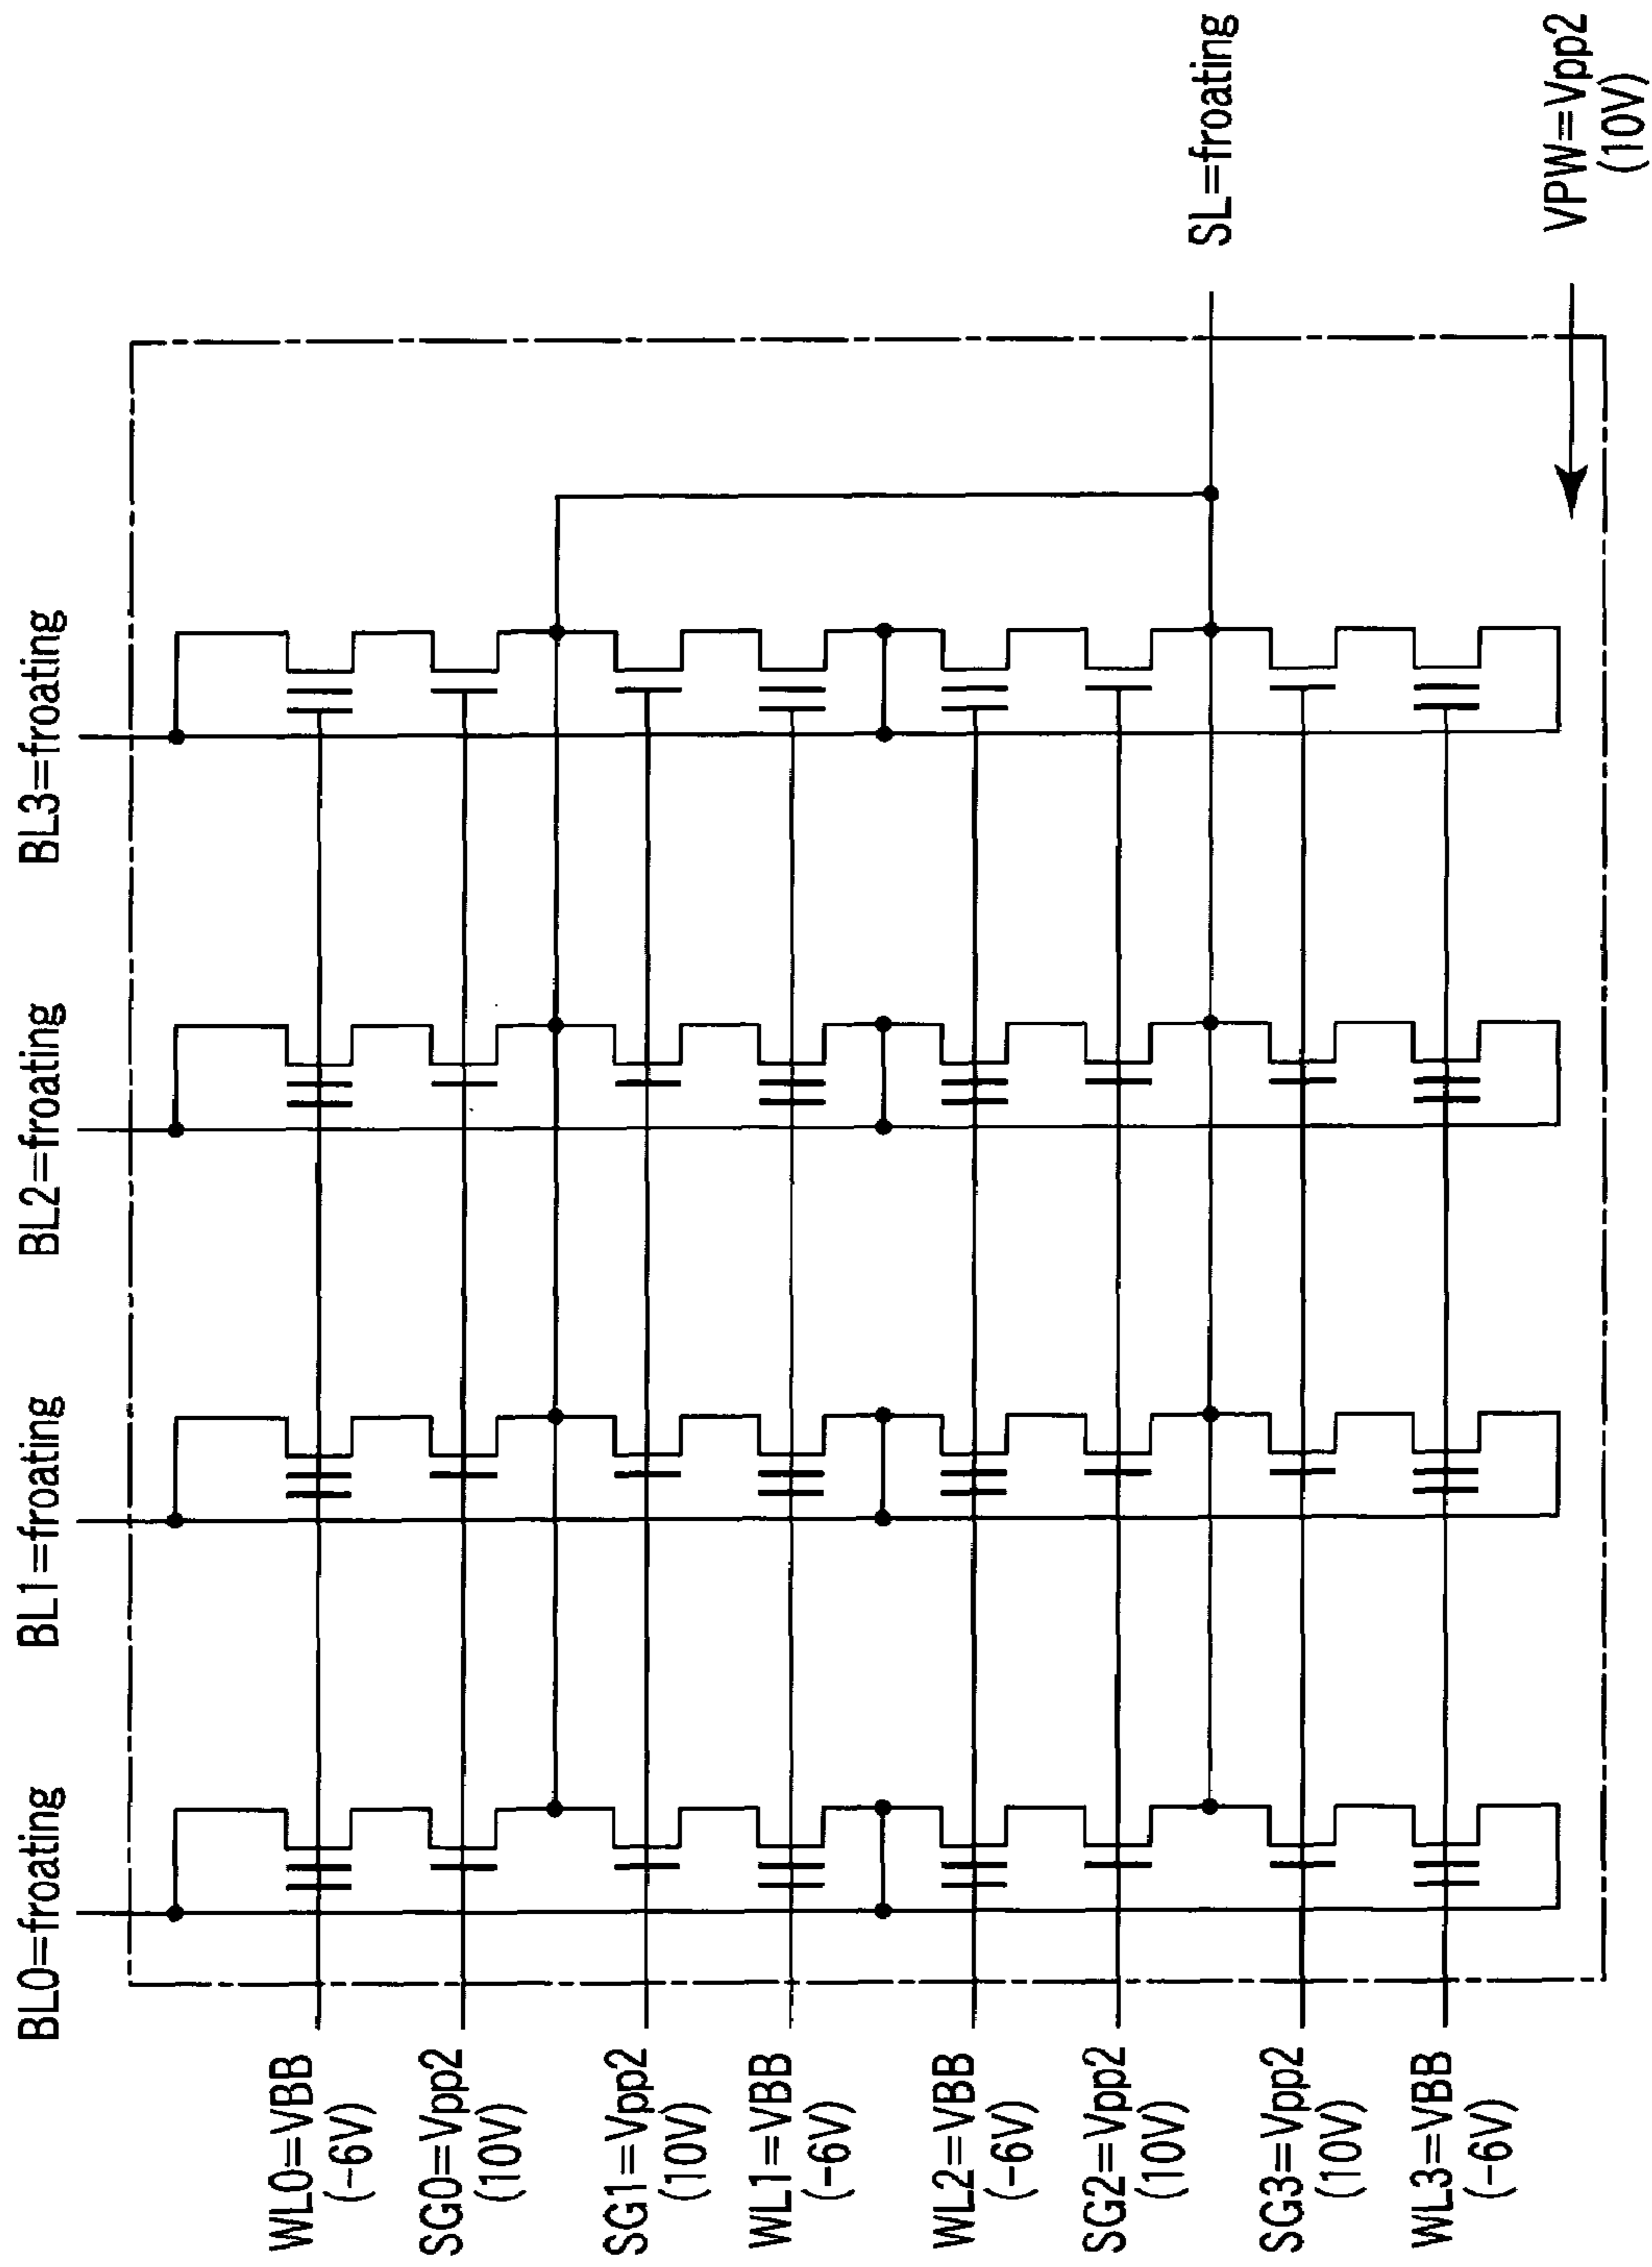 BL0=froating
BL1=froating
BL2=froating
BL3=froating
WL0=VBB
(-6V)
SG0=Vpp2
(10V)
SG1=Vpp2
(10V)
WL1=VBB
(-6V)
WL2=VBB
(-6V)
SG2=Vpp2
(10V)
SG3=Vpp2
(10V)
WL3=VBB
(-6V)
SL=froating
VPW=Vpp2
(10V)